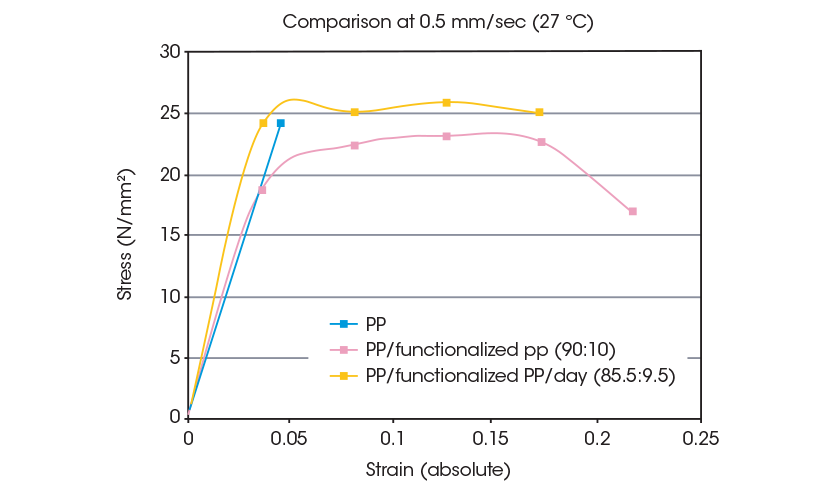 Comparison at 0.5 mm/sec (27 °C)
30
25
20
15
10
5
0
Stress (N/mm²)
PP
PP/functionalized pp (90:10)
PP/functionalized PP/day (85.5:9.5)
0 0.05 0.1 0.15 0.2 0.25
Strain (absolute)